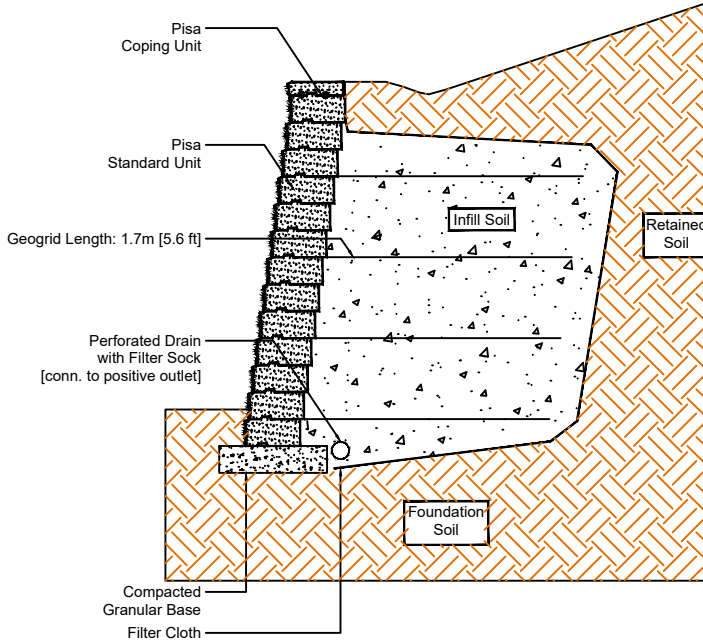 Pisa
Coping Unit
Pisa
Standard Unit
Infill Soil
Retained
Soil
Geogrid Length: 1.7m [5.6 ft]
Perforated Drain
with Filter Sock
[conn. to positive outlet]
Foundation
Soil
Compacted
Granular Base
Filter Cloth